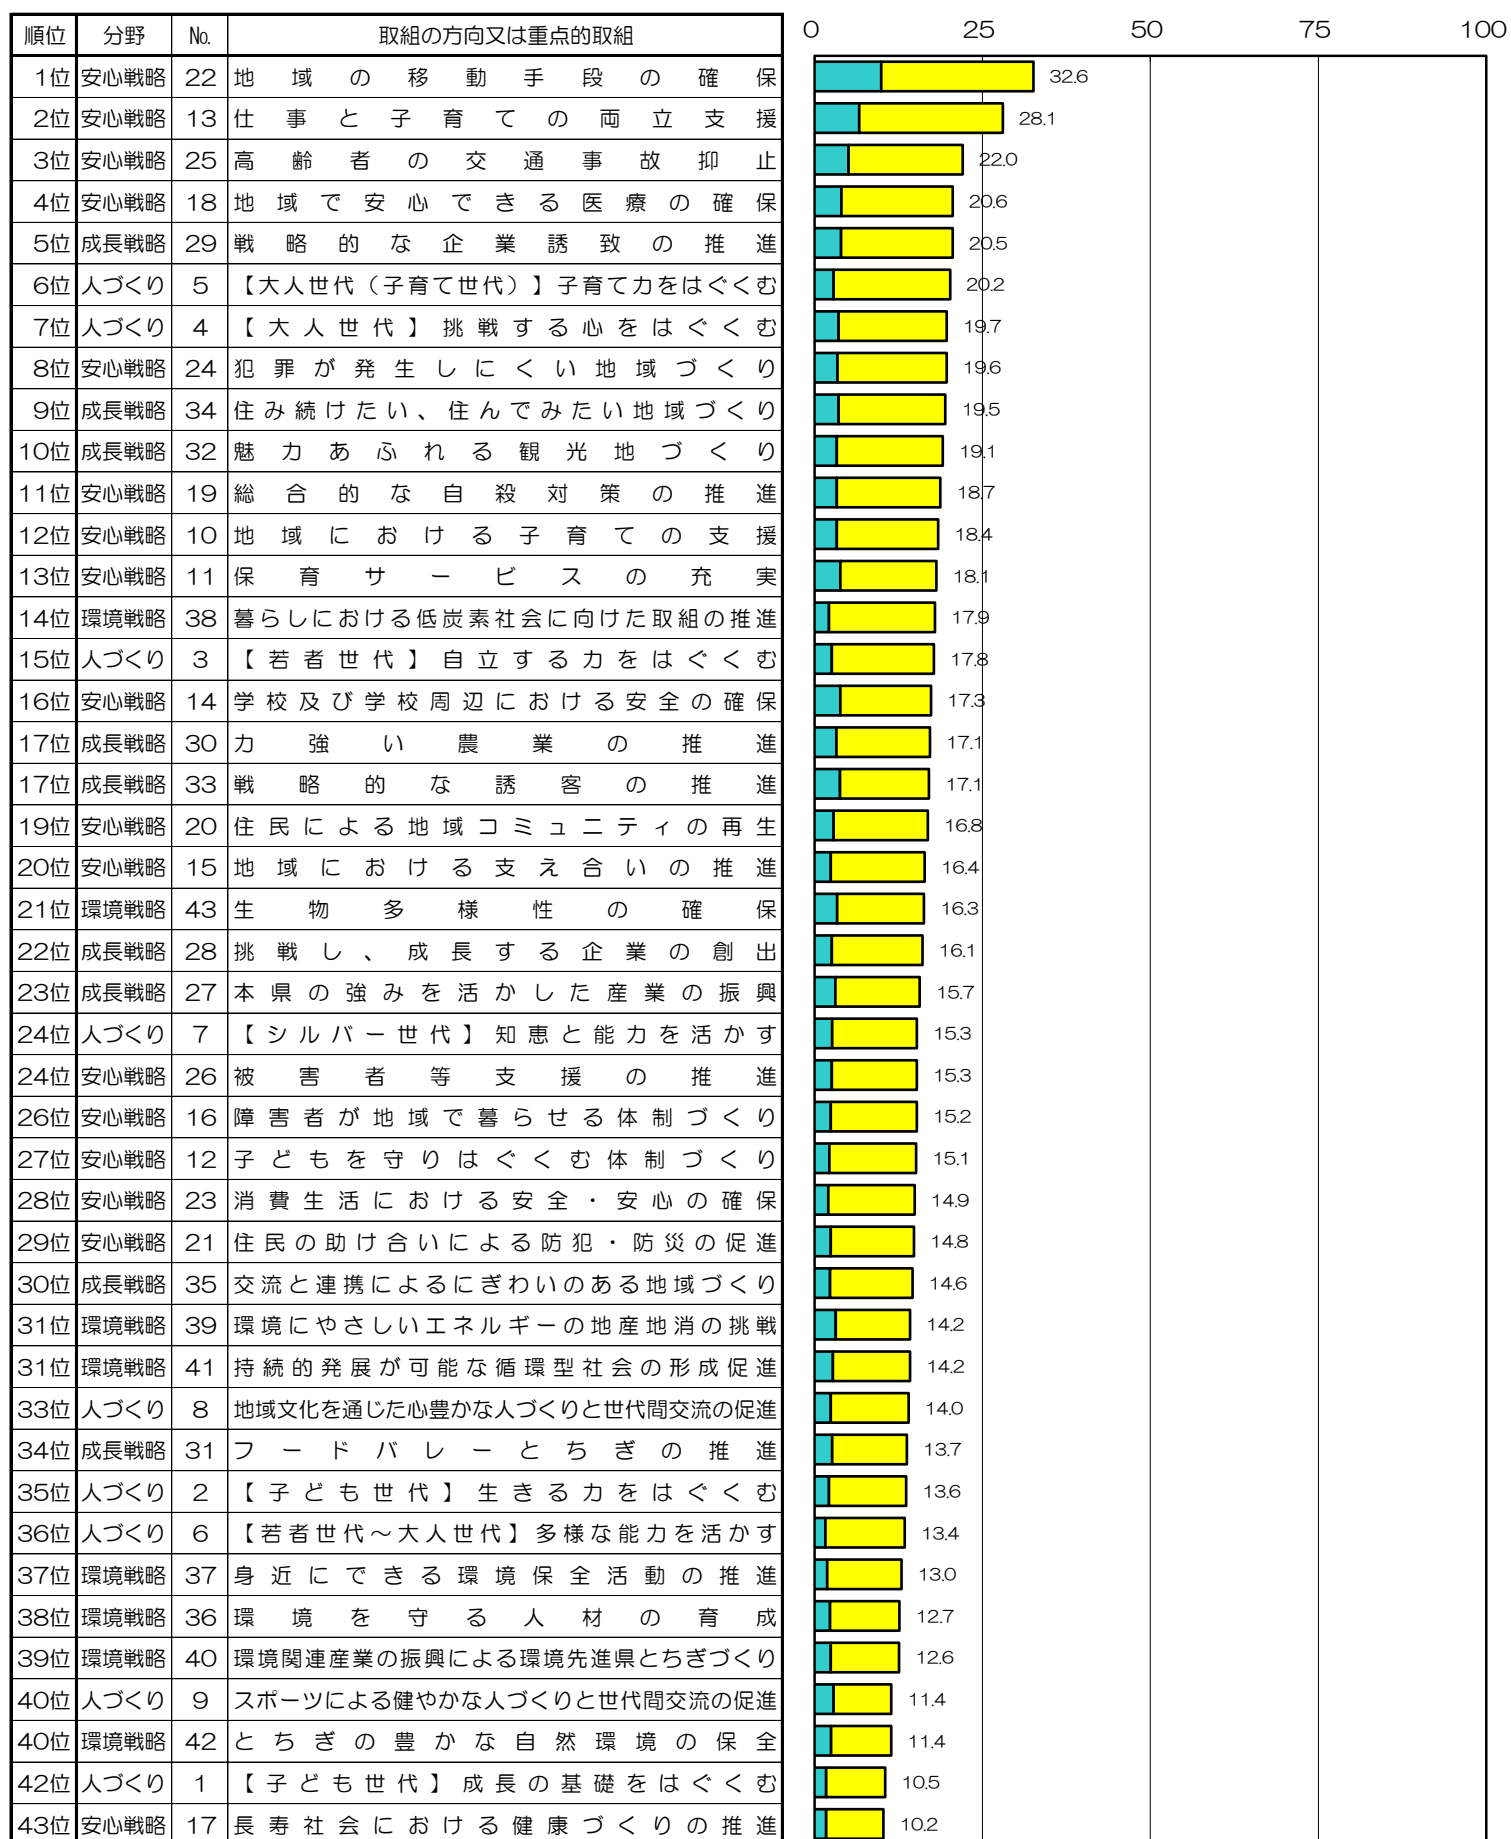 順位 分野 No. 取組の方向又は重点的取組 0 25 50 75 100
1位 安心戦略 22 地域の移動手段の確保 32.6
2位 安心戦略 13 仕事と子育ての両立支援 28.1
3位 安心戦略 25 高齢者の交通事故抑止 22.0
4位 安心戦略 18 地域で安心できる医療の確保 20.6
5位 成長戦略 29 戦略的な企業誘致の推進 20.5
6位 人づくり 5 【大人世代（子育て世代）】子育て力をはぐくむ 20.2
7位 人づくり 4 【大人世代】挑戦する心をはぐくむ 19.7
8位 安心戦略 24 犯罪が発生しにくい地域づくり 19.6
9位 成長戦略 34 住み続けたい、住んでみたい地域づくり 19.5
10位 成長戦略 32 魅力あふれる観光地づくり 19.1
11位 安心戦略 19 総合的な自殺対策の推進 18.7
12位 安心戦略 10 地域における子育ての支援 18.4
13位 安心戦略 11 保育サービスの充実 18.1
14位 環境戦略 38 暮らしにおける低炭素社会に向けた取組の推進 17.9
15位 人づくり 3 【若者世代】自立する力をはぐくむ 17.8
16位 安心戦略 14 学校及び学校周辺における安全の確保 17.3
17位 成長戦略 30 力強い農業の推進 17.1
17位 成長戦略 33 戦略的な誘客の推進 17.1
19位 安心戦略 20 住民による地域コミュニティの再生 16.8
20位 安心戦略 15 地域における支え合いの推進 16.4
21位 環境戦略 43 生物多様性の確保 16.3
22位 成長戦略 28 挑戦し、成長する企業の創出 16.1
23位 成長戦略 27 本県の強みを活かした産業の振興 15.7
24位 人づくり 7 【シルバー世代】知恵と能力を活かす 15.3
24位 安心戦略 26 被害者等支援の推進 15.3
26位 安心戦略 16 障害者が地域で暮らせる体制づくり 15.2
27位 安心戦略 12 子どもを守りはぐくむ体制づくり 15.1
28位 安心戦略 23 消費生活における安全・安心の確保 14.9
29位 安心戦略 21 住民の助け合いによる防犯・防災の促進 14.8
30位 成長戦略 35 交流と連携によるにぎわいのある地域づくり 14.6
31位 環境戦略 39 環境にやさしいエネルギーの地産地消の挑戦 14.2
31位 環境戦略 41 持続的発展が可能な循環型社会の形成促進 14.2
33位 人づくり 8 地域文化を通じた心豊かな人づくりと世代間交流の促進 14.0
34位 成長戦略 31 フードバレーとちぎの推進 13.7
35位 人づくり 2 【子ども世代】生きる力をはぐくむ 13.6
36位 人づくり 6 【若者世代～大人世代】多様な能力を活かす 13.4
37位 環境戦略 37 身近にできる環境保全活動の推進 13.0
38位 環境戦略 36 環境を守る人材の育成 12.7
39位 環境戦略 40 環境関連産業の振興による環境先進県とちぎづくり 12.6
40位 人づくり 9 スポーツによる健やかな人づくりと世代間交流の促進 11.4
40位 環境戦略 42 とちぎの豊かな自然環境の保全 11.4
42位 人づくり 1 【子ども世代】成長の基礎をはぐくむ 10.5
43位 安心戦略 17 長寿社会における健康づくりの推進 10.2